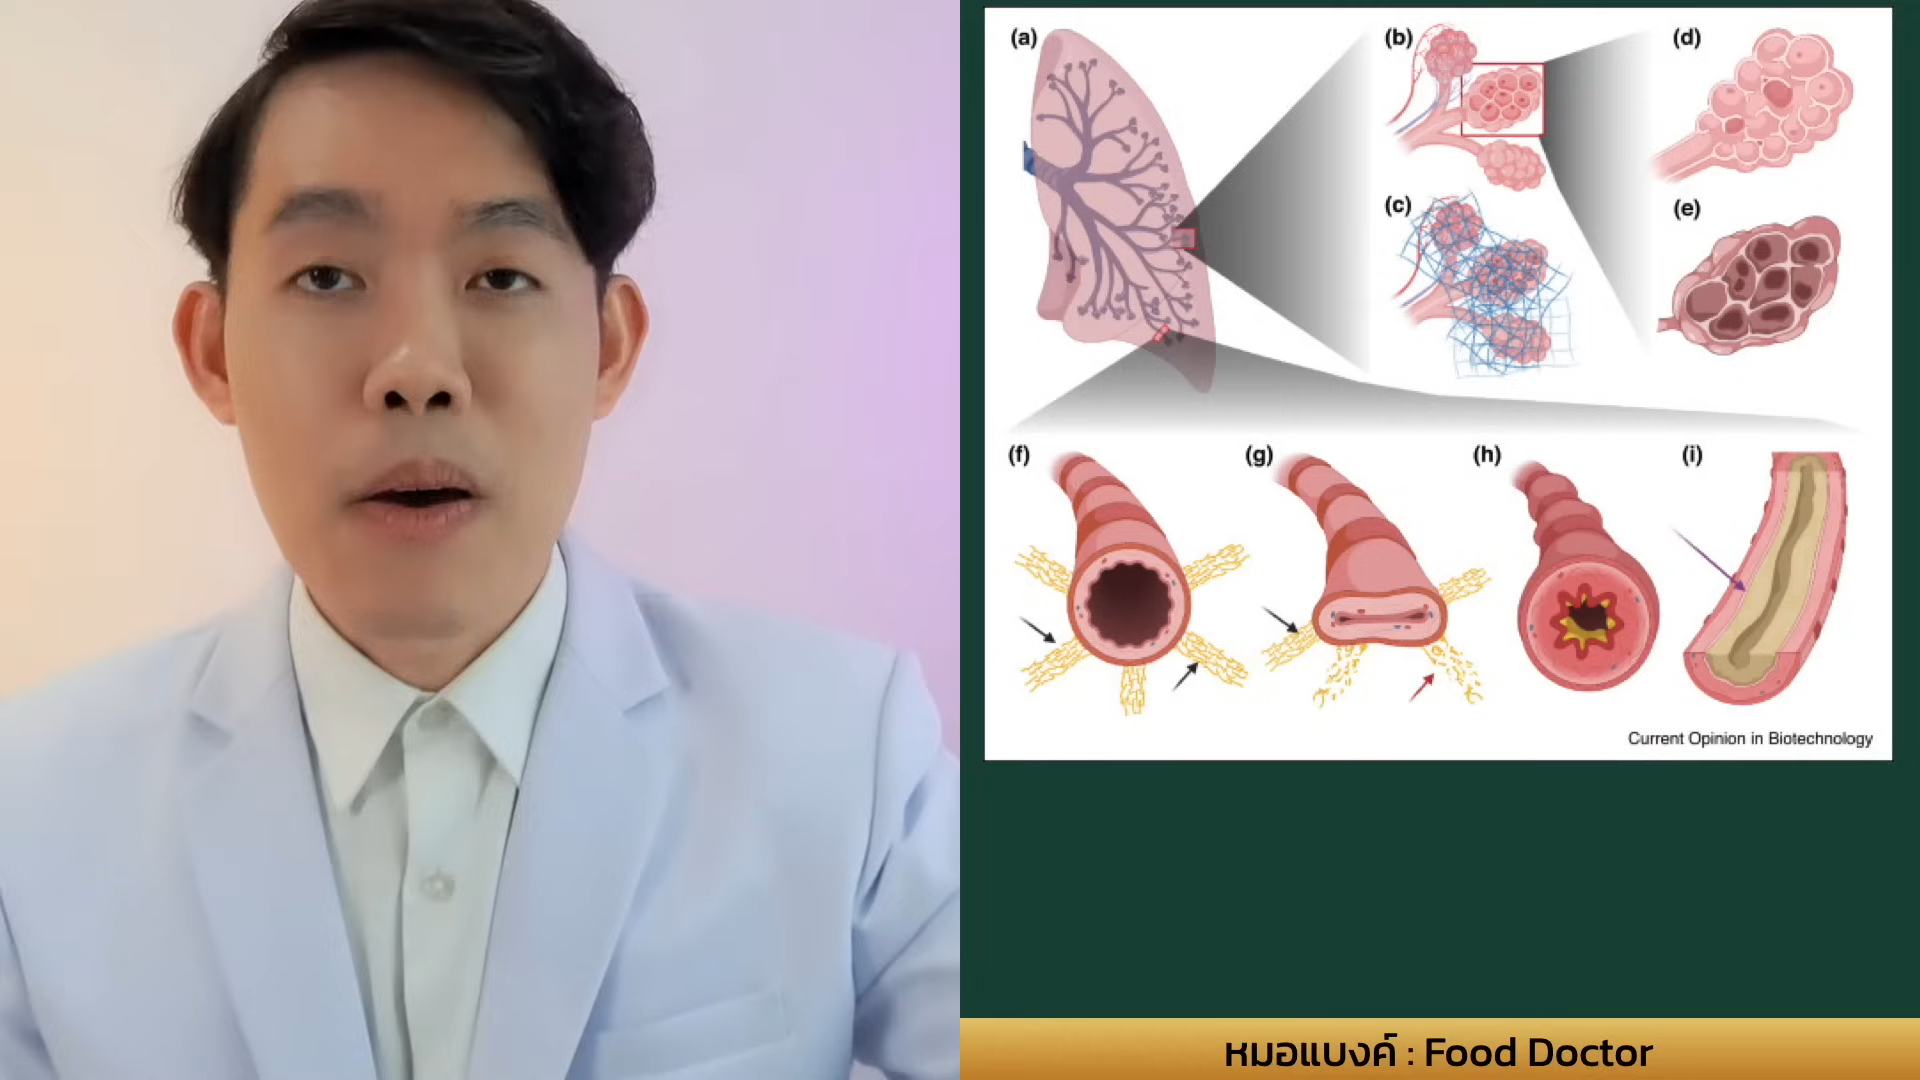 (a)
(b)
(c)
(d)
(e)
(f)
(g)
(h)
(i)
Current Opinion in Biotechnology
หมอแบงค์ : Food Doctor